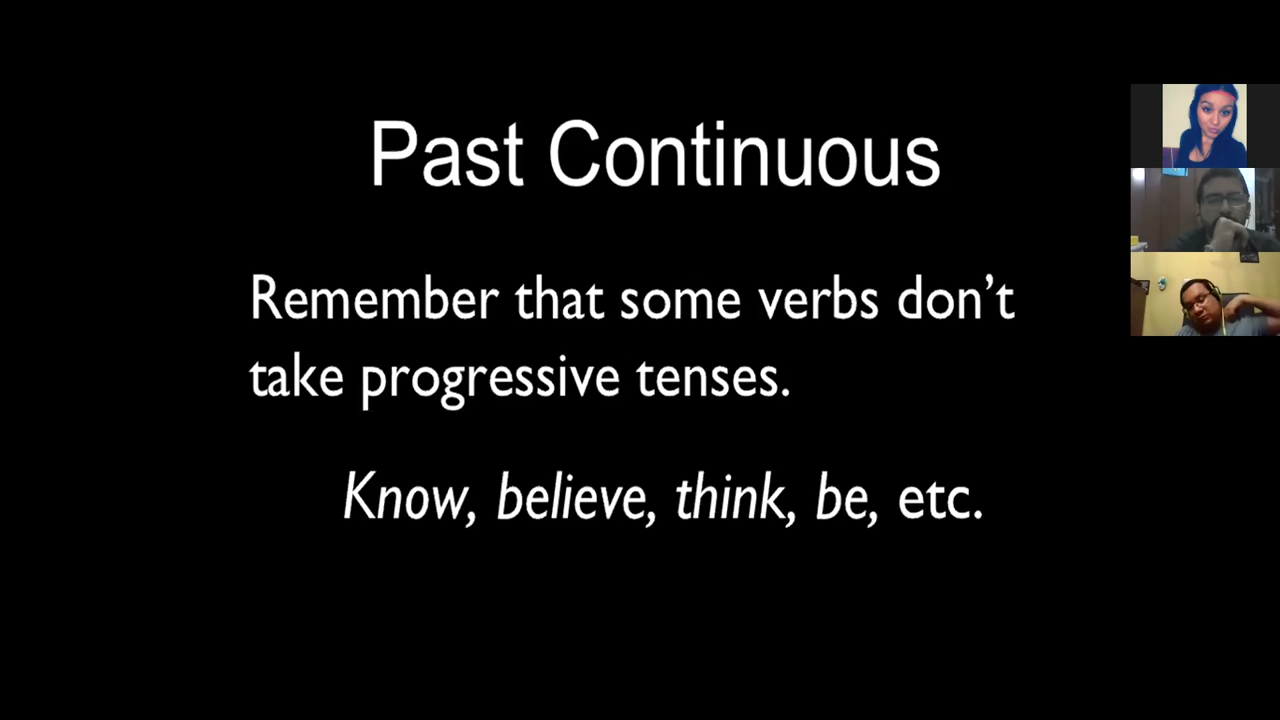 Past Continuous
Remember that some verbs don’t
take progressive tenses.
Know, believe, think, be, etc.